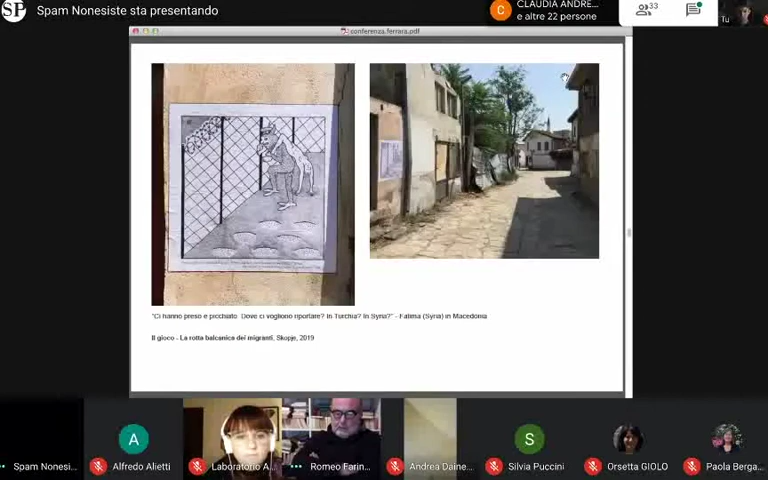 SP
Spam Nonesiste sta presentando
C
CLAUDIA ANDRE...
e altre 22 persone
33
Tu
conferenza.ferrara.pdf
"Ci hanno preso e picchiato. Dove ci vogliono riportare? In Turchia? In Syria?" - Fatima (Syria) in Macedonia
Il gioco - La rotta balcanica dei migranti, Skopje, 2019
A
S
Spam Nonesi...
Alfredo Alietti
Laboratorio A...
Romeo Farin...
Andrea Daine...
Silvia Puccini
Orsetta GIOLO
Paola Berga...